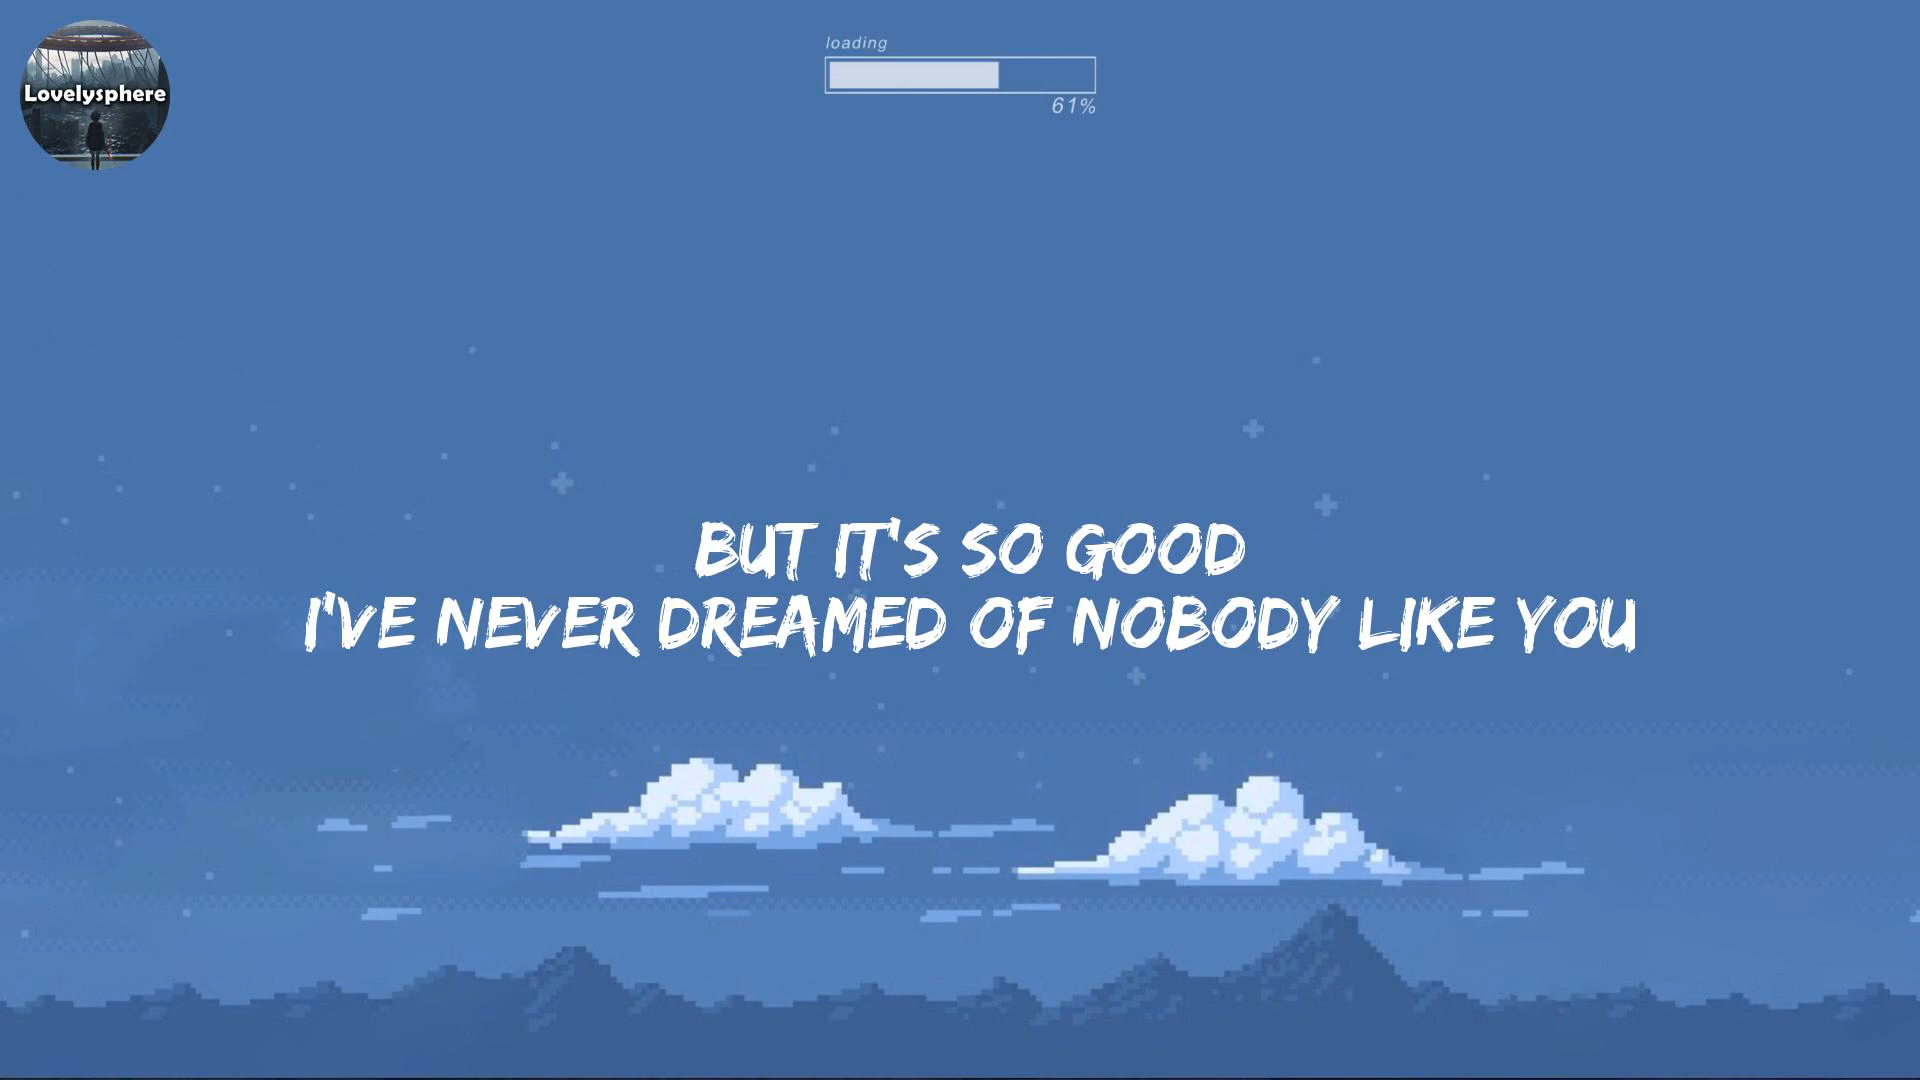 Lovelysphere
loading
61%
BUT IT'S SO GOOD
I'VE NEVER DREAMED OF NOBODY LIKE YOU